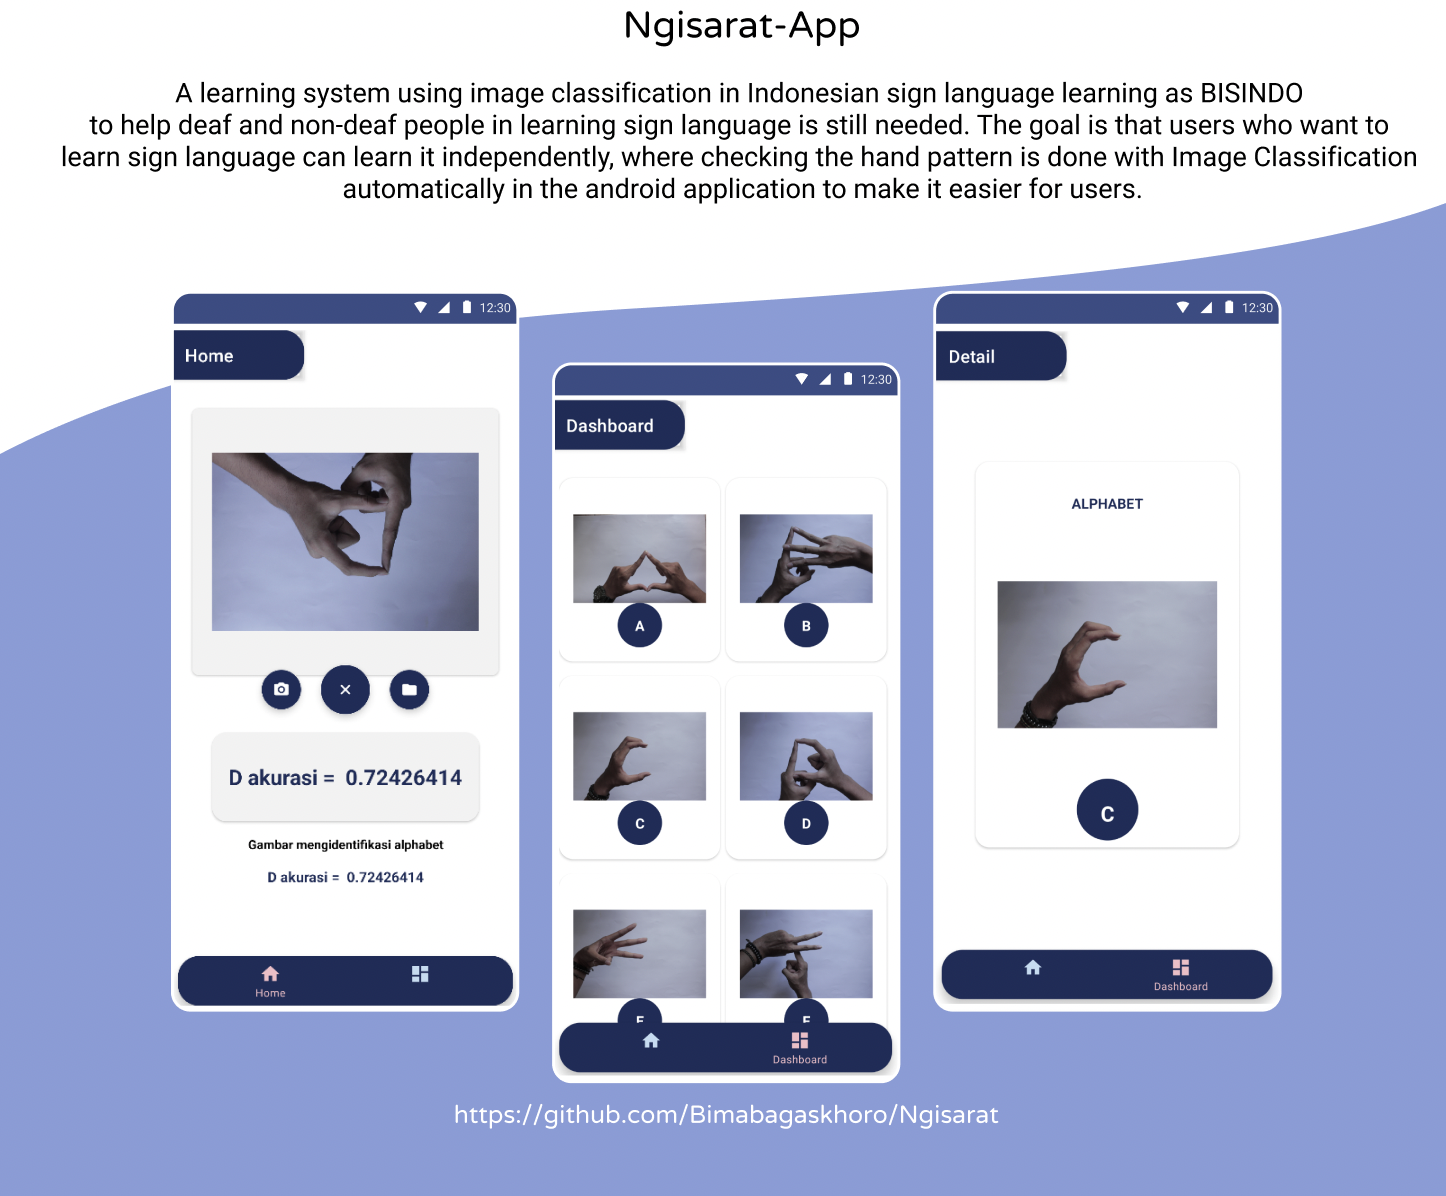 Ngisarat-App
A learning system using image classification in Indonesian sign language learning as BISINDO
to help deaf and non-deaf people in learning sign language is still needed. The goal is that users who want to
learn sign language can learn it independently, where checking the hand pattern is done with Image Classification
automatically in the android application to make it easier for users.
12:30
Home
D akurasi = 0.72426414
Gambar mengidentifikasi alphabet
D akurasi = 0.72426414
Home
12:30
Dashboard
A
B
C
D
Dashboard
12:30
Detail
ALPHABET
C
Dashboard
https://github.com/Bimabagaskhoro/Ngisarat